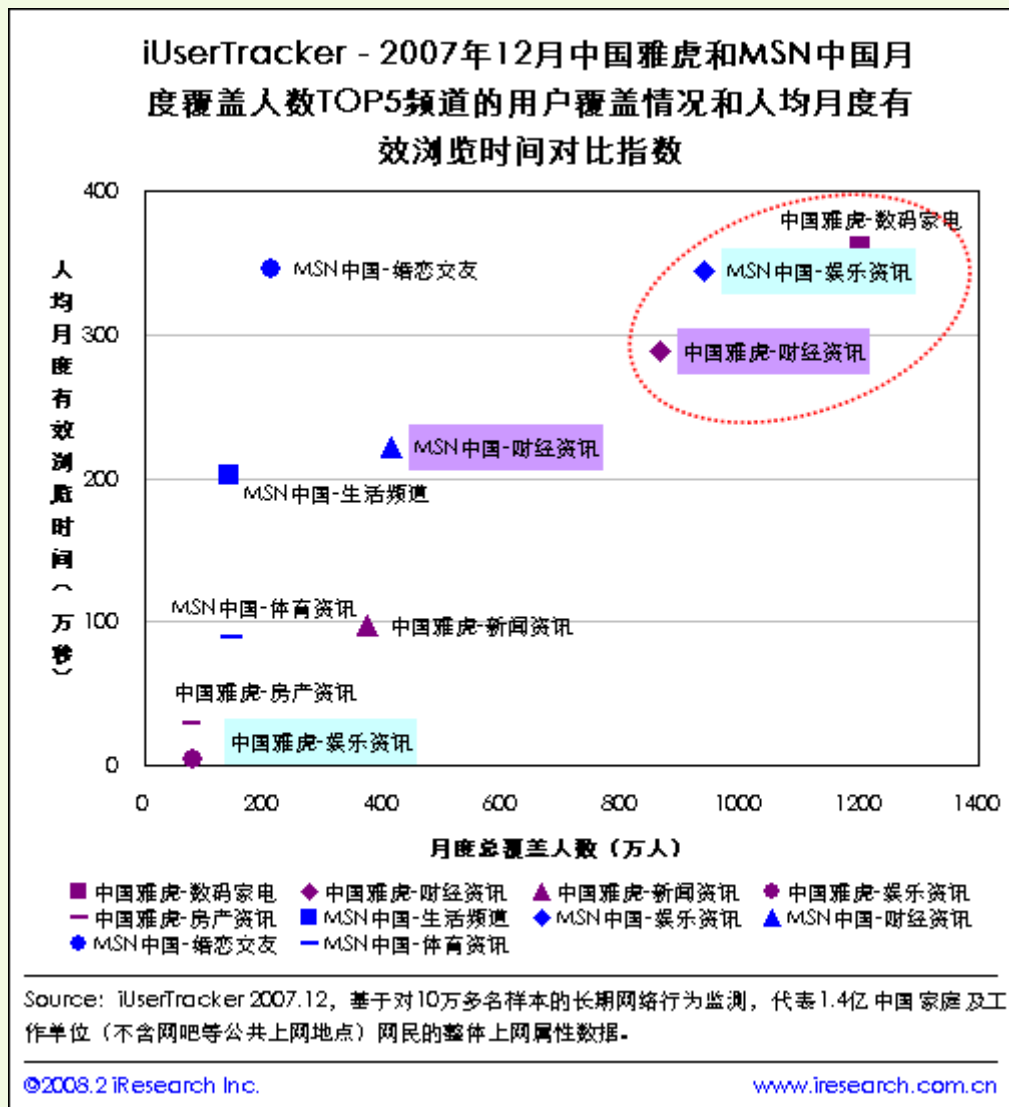 iUserTracker - 2007年12月中国雅虎和MSN中国月
度覆盖人数TOP5频道的用户覆盖情况和人均月度有
效浏览时间对比指数
人均月度有效浏览时间（万秒）
400
300
200
100
0
中国雅虎-数码家电
MSN中国-婚恋交友
MSN中国-娱乐资讯
中国雅虎-财经资讯
MSN中国-财经资讯
MSN中国-生活频道
MSN中国-体育资讯
中国雅虎-新闻资讯
中国雅虎-房产资讯
中国雅虎-娱乐资讯
0 200 400 600 800 1000 1200 1400
月度总覆盖人数（万人）
中国雅虎-数码家电 中国雅虎-财经资讯 中国雅虎-新闻资讯 中国雅虎-娱乐资讯
中国雅虎-房产资讯 MSN中国-生活频道 MSN中国-娱乐资讯 MSN中国-财经资讯
MSN中国-婚恋交友 MSN中国-体育资讯
Source: iUserTracker 2007.12，基于对10万多名样本的长期网络行为监测，代表1.4亿中国家庭及工
作单位（不含网吧等公共上网地点）网民的整体上网属性数据。
©2008.2 iResearch Inc. www.iresearch.com.cn